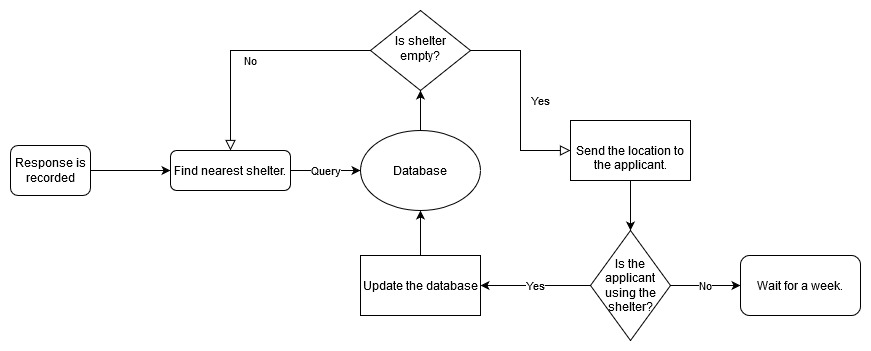 Is shelter
empty?
No
Yes
Response is
recorded
Find nearest shelter.
Query
Database
Send the location to
the applicant.
Update the database
Yes
Is the
applicant
using the
shelter?
No
Wait for a week.